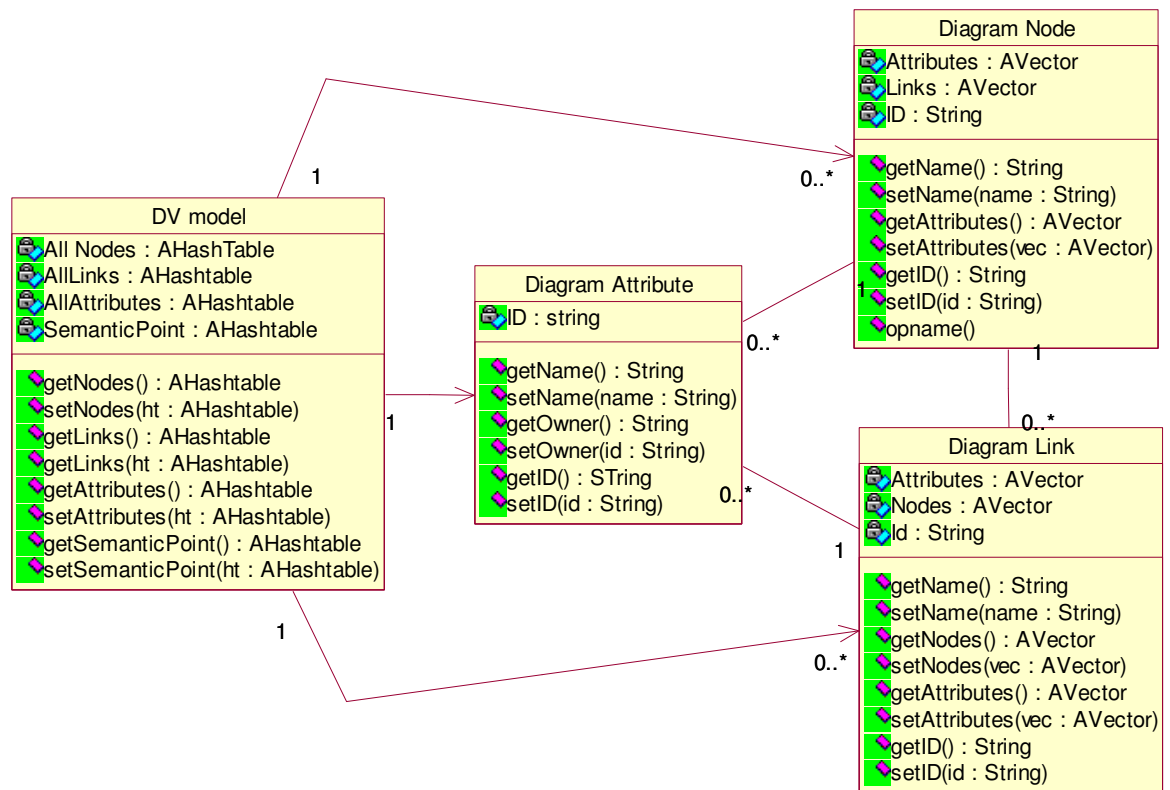 Diagram Node
Attributes : AVector
Links : AVector
ID : String
getName() : String
setName(name : String)
getAttributes() : AVector
setAttributes(vec : AVector)
getID() : String
setID(id : String)
opname()
1
0..*
DV model
All Nodes : AHashTable
AllLinks : AHashtable
AllAttributes : AHashtable
SemanticPoint : AHashtable
getNodes() : AHashtable
setNodes(ht : AHashtable)
getLinks() : AHashtable
getLinks(ht : AHashtable)
getAttributes() : AHashtable
setAttributes(ht : AHashtable)
getSemanticPoint() : AHashtable
setSemanticPoint(ht : AHashtable)
1
Diagram Attribute
ID : string
getName() : String
setName(name : String)
getOwner() : String
setOwner(id : String)
getID() : STring
setID(id : String)
1
0..*
1
0..*
0..*
1
Diagram Link
Attributes : AVector
Nodes : AVector
Id : String
getName() : String
setName(name : String)
getNodes() : AVector
setNodes(vec : AVector)
getAttributes() : AVector
setAttributes(vec : AVector)
getID() : String
setID(id : String)
1
0..*